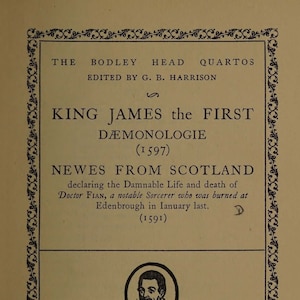 THE BODLEY HEAD QUARTOS
EDITED BY G. B. HARRISON
KING JAMES the FIRST
DÆMONOLOGIE
(1597)
NEWES FROM SCOTLAND
declaring the Damnable Life and death of
Doctor FIAN, a notable Sorcerer who was burned at
Edenbrough in Ianuary last.
(1591)